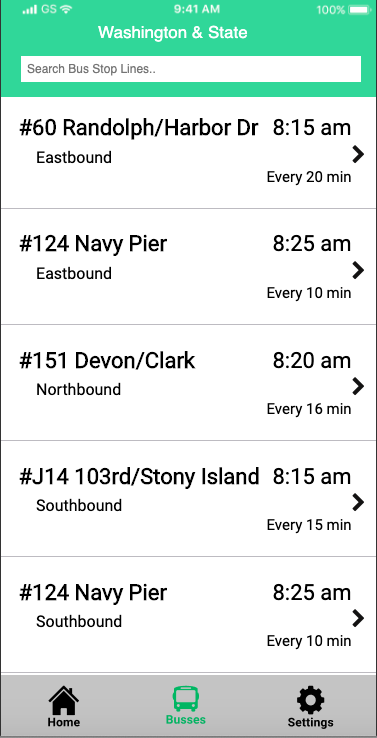 GS 9:41 AM 100%
Washington & State
Search Bus Stop Lines..
#60 Randolph/Harbor Dr 8:15 am
Eastbound
Every 20 min
#124 Navy Pier 8:25 am
Eastbound
Every 10 min
#151 Devon/Clark 8:20 am
Northbound
Every 16 min
#J14 103rd/Stony Island 8:15 am
Southbound
Every 15 min
#124 Navy Pier 8:25 am
Southbound
Every 10 min
Home Busses Settings